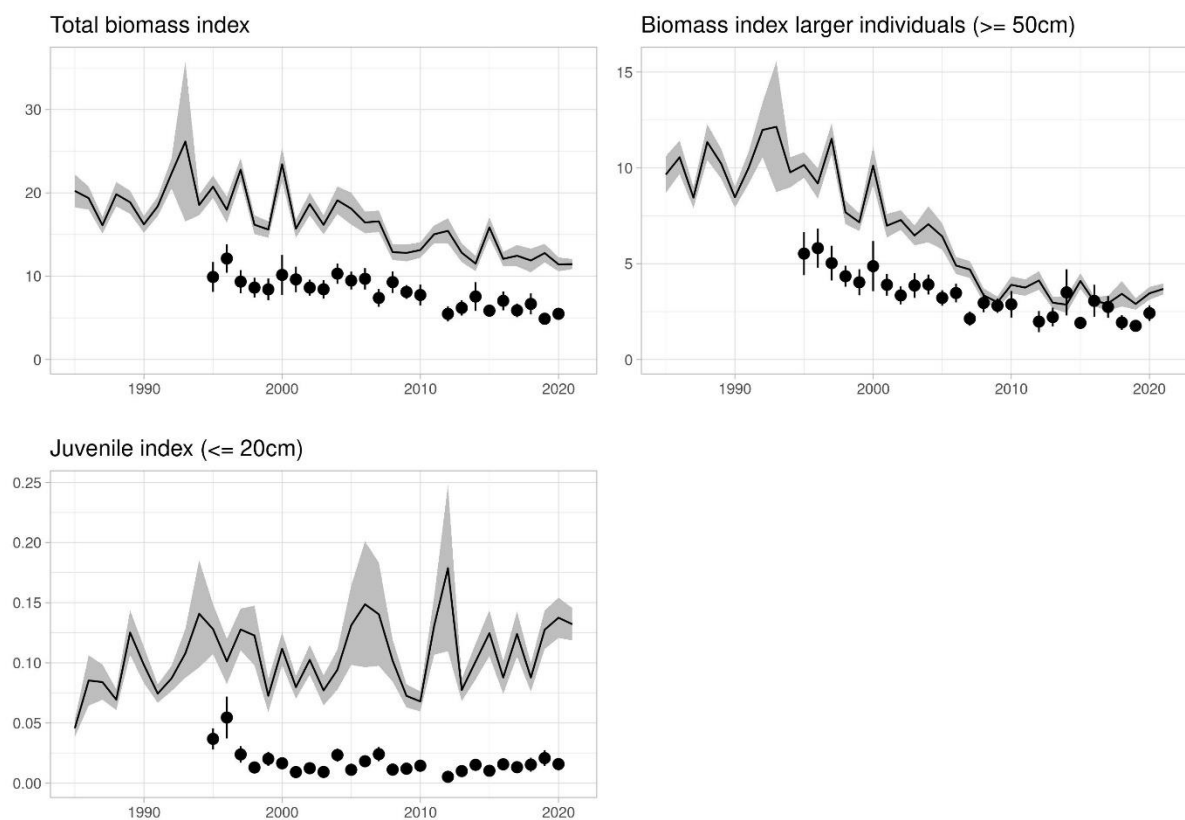 Total biomass index
30
20
10
0
1990 2000 2010 2020
Biomass index larger individuals (>= 50cm)
15
10
5
0
1990 2000 2010 2020
Juvenile index (<= 20cm)
0.25
0.20
0.15
0.10
0.05
0.00
1990 2000 2010 2020